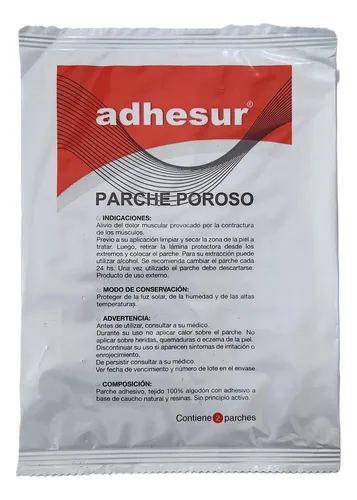 adhesur®
PARCHE POROSO
INDICACIONES:
Alivio del dolor muscular provocado por la contractura
de los músculos.
Previo a su aplicación limpiar y secar la zona de la piel a
tratar. Luego, retirar la lámina protectora desde los
extremos y colocar el parche. Para su extracción puede
utilizar alcohol. Se recomienda cambiar el parche cada
24 hs. Una vez utilizado el parche debe descartarse.
Producto de uso externo.
MODO DE CONSERVACIÓN:
Proteger de la luz solar, de la humedad y de las altas
temperaturas.
ADVERTENCIA:
Antes de utilizar, consultar a su médico.
Durante su uso no aplicar calor sobre el parche. No
aplicar sobre heridas, quemaduras o eczema de la piel.
Discontinuar su uso si aparecen síntomas de irritación o
enrojecimiento.
De persistir consultar a su médico.
Ver fecha de vencimiento y número de lote en el envase
COMPOSICIÓN:
Parche adhesivo, tejido 100% algodón con adhesivo a
base de caucho natural y resinas. Sin principio activo.
Contiene 2 parches